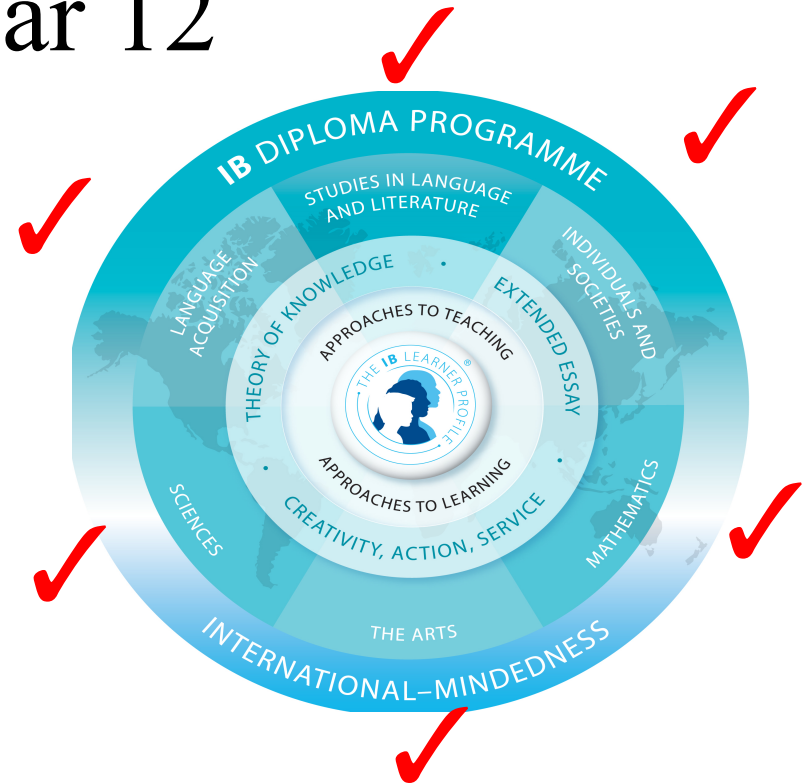 ar 12
IB DIPLOMA PROGRAMME
STUDIES IN LANGUAGE
AND LITERATURE
INDIVIDUALS AND
SOCIETIES
LANGUAGE
ACQUISITION
THEORY OF KNOWLEDGE
EXTENDED ESSAY
APPROACHES TO TEACHING
THE IB LEARNER PROFILE ®
APPROACHES TO LEARNING
CREATIVITY, ACTION, SERVICE
SCIENCES
MATHEMATICS
THE ARTS
INTERNATIONAL–MINDEDNESS